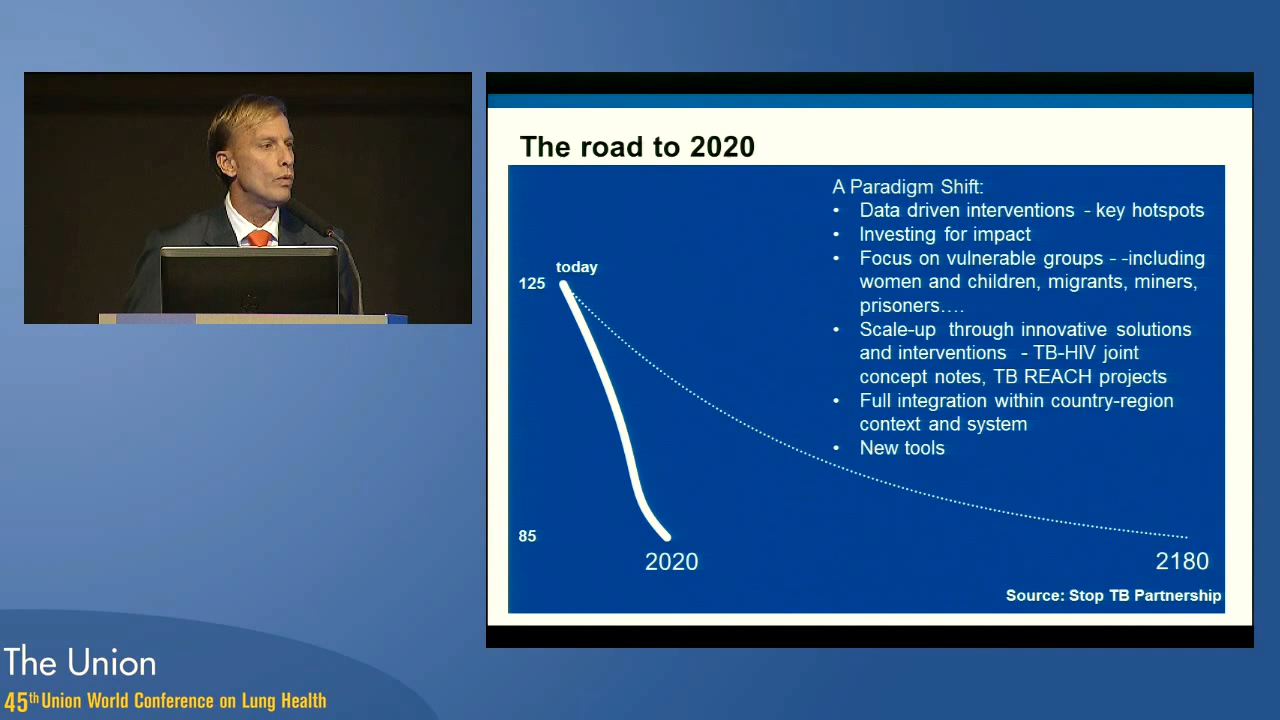 The road to 2020
A Paradigm Shift:
• Data driven interventions - key hotspots
• Investing for impact
• Focus on vulnerable groups - -including
women and children, migrants, miners,
prisoners….
• Scale-up through innovative solutions
and interventions - TB-HIV joint
concept notes, TB REACH projects
• Full integration within country-region
context and system
• New tools
today
125
85
2020
2180
Source: Stop TB Partnership
The Union
45th Union World Conference on Lung Health